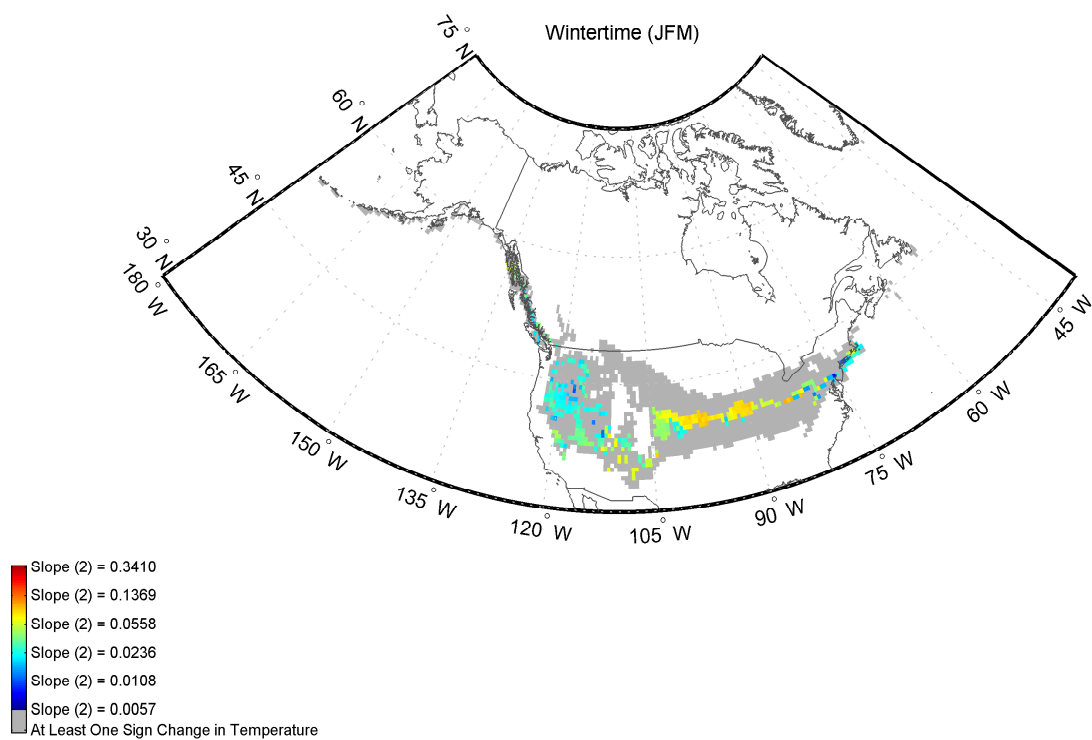 Wintertime (JFM)
75° N
60° N
45° N
30° N
180° W
165° W
150° W
135° W
120° W
105° W
90° W
75° W
60° W
45° W
Slope (2) = 0.3410
Slope (2) = 0.1369
Slope (2) = 0.0558
Slope (2) = 0.0236
Slope (2) = 0.0108
Slope (2) = 0.0057
At Least One Sign Change in Temperature